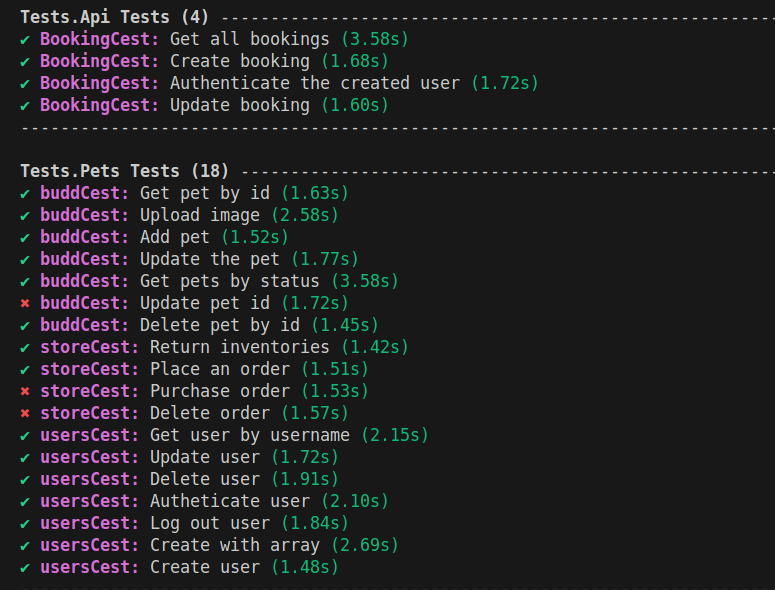 Tests.Api Tests (4) --------------------------------------------------------
✔ BookingCest: Get all bookings (3.58s)
✔ BookingCest: Create booking (1.68s)
✔ BookingCest: Authenticate the created user (1.72s)
✔ BookingCest: Update booking (1.60s)
----------------------------------------------------------------------------
Tests.Pets Tests (18) ------------------------------------------------------
✔ buddCest: Get pet by id (1.63s)
✔ buddCest: Upload image (2.58s)
✔ buddCest: Add pet (1.52s)
✔ buddCest: Update the pet (1.77s)
✔ buddCest: Get pets by status (3.58s)
✖ buddCest: Update pet id (1.72s)
✔ buddCest: Delete pet by id (1.45s)
✔ storeCest: Return inventories (1.42s)
✔ storeCest: Place an order (1.51s)
✖ storeCest: Purchase order (1.53s)
✖ storeCest: Delete order (1.57s)
✔ usersCest: Get user by username (2.15s)
✔ usersCest: Update user (1.72s)
✔ usersCest: Delete user (1.91s)
✔ usersCest: Autheticate user (2.10s)
✔ usersCest: Log out user (1.84s)
✔ usersCest: Create with array (2.69s)
✔ usersCest: Create user (1.48s)
----------------------------------------------------------------------------